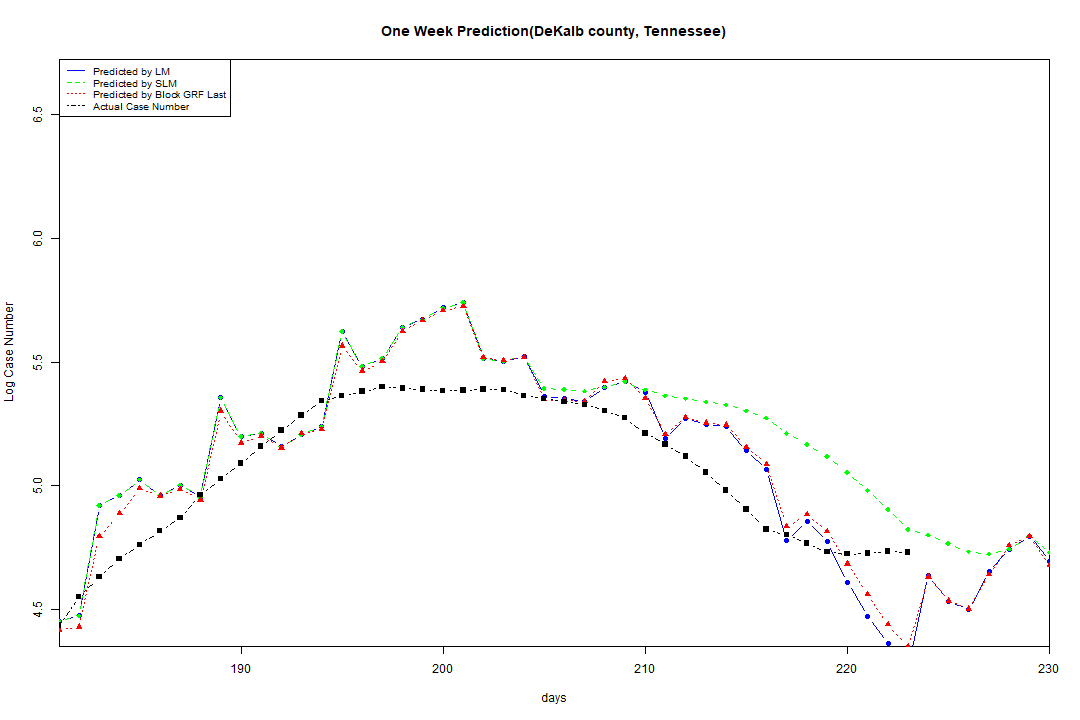 One Week Prediction(DeKalb county, Tennessee)
Predicted by LM
Predicted by SLM
Predicted by Block GRF Last
Actual Case Number
Log Case Number
6.5
6.0
5.5
5.0
4.5
190 200 210 220 230
days